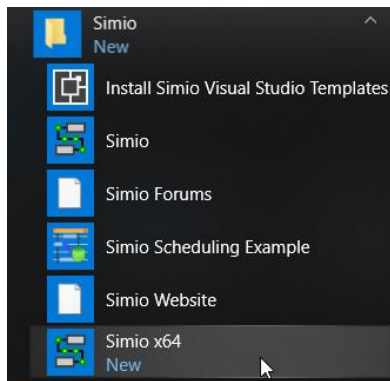 Simio
New
Install Simio Visual Studio Templates
Simio
Simio Forums
Simio Scheduling Example
Simio Website
Simio x64
New